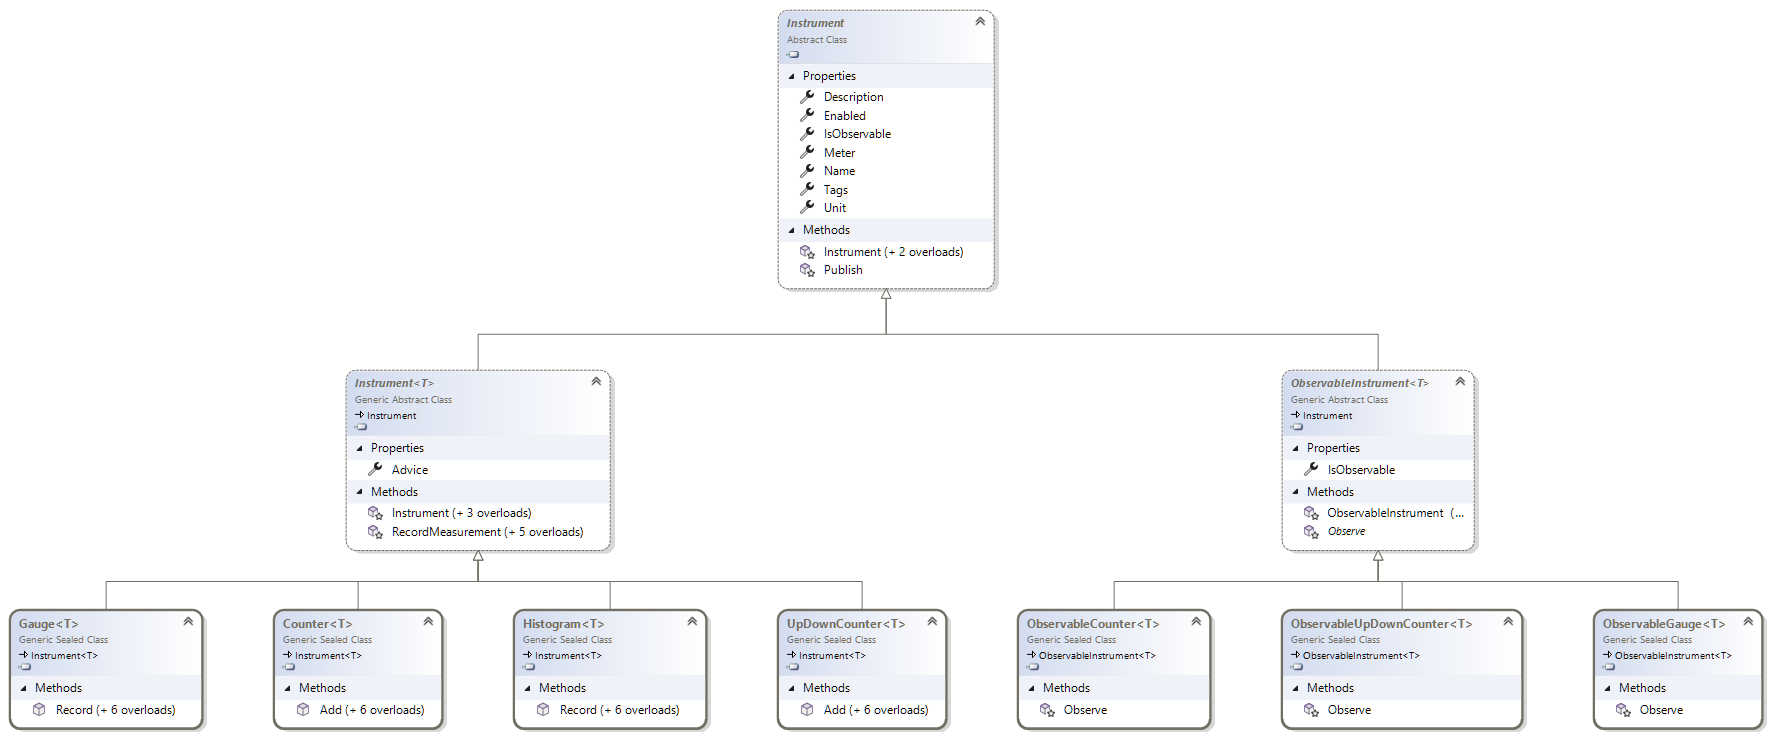 Instrument
Abstract Class
Properties
Description
Enabled
IsObservable
Meter
Name
Tags
Unit
Methods
Instrument (+ 2 overloads)
Publish
Instrument<T>
Generic Abstract Class
Instrument
Properties
Advice
Methods
Instrument (+ 3 overloads)
RecordMeasurement (+ 5 overloads)
ObservableInstrument<T>
Generic Abstract Class
Instrument
Properties
IsObservable
Methods
ObservableInstrument (...
Observe
Gauge<T>
Generic Sealed Class
Instrument<T>
Methods
Record (+ 6 overloads)
Counter<T>
Generic Sealed Class
Instrument<T>
Methods
Add (+ 6 overloads)
Histogram<T>
Generic Sealed Class
Instrument<T>
Methods
Record (+ 6 overloads)
UpDownCounter<T>
Generic Sealed Class
Instrument<T>
Methods
Add (+ 6 overloads)
ObservableCounter<T>
Generic Sealed Class
ObservableInstrument<T>
Methods
Observe
ObservableUpDownCounter<T>
Generic Sealed Class
ObservableInstrument<T>
Methods
Observe
ObservableGauge<T>
Generic Sealed Class
ObservableInstrument<T>
Methods
Observe